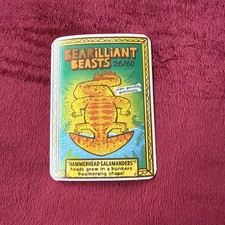 BEARILLIANT
BEASTS
26/60
"HAMMERHEAD SALAMANDERS"
heads grew in a bonkers
boomerang shape!